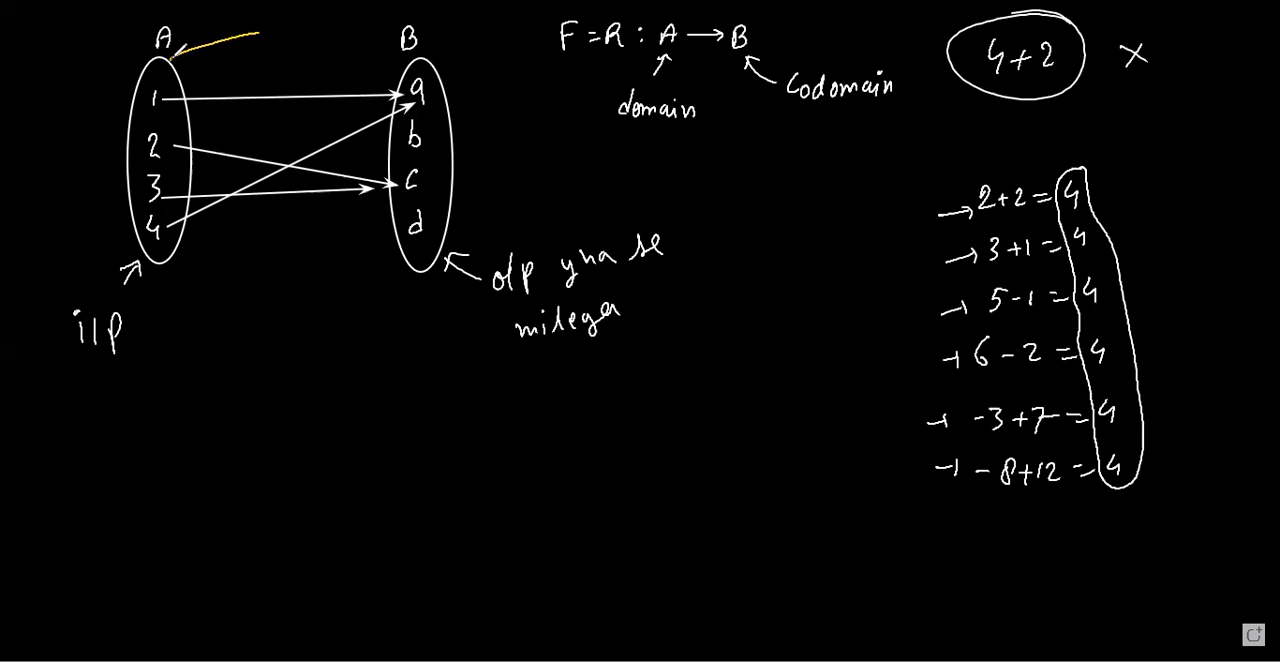 A
1
2
3
4
i/p
B
a
b
c
d
o/p yha se
milega
F = R : A → B
domain
Codomain
4+2 ×
→ 2+2 = 4
→ 3+1 = 4
→ 5-1 = 4
→ 6-2 = 4
→ -3+7 = 4
→ -8+12 = 4